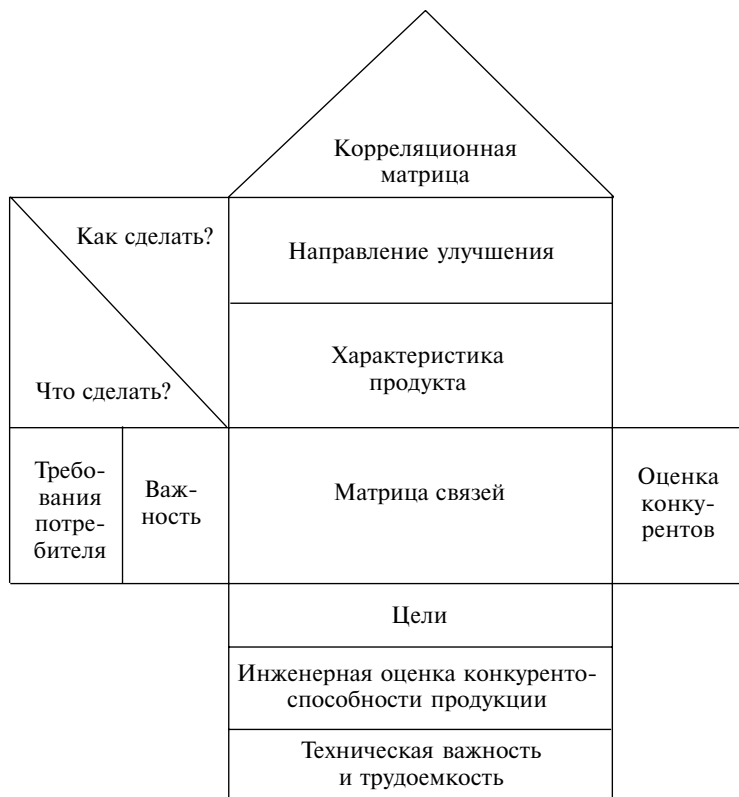 Корреляционная
матрица
Как сделать?
Направление улучшения
Что сделать?
Характеристика
продукта
Требо-
вания
потре-
бителя
Важ-
ность
Матрица связей
Оценка
конку-
рентов
Цели
Инженерная оценка конкуренто-
способности продукции
Техническая важность
и трудоемкость